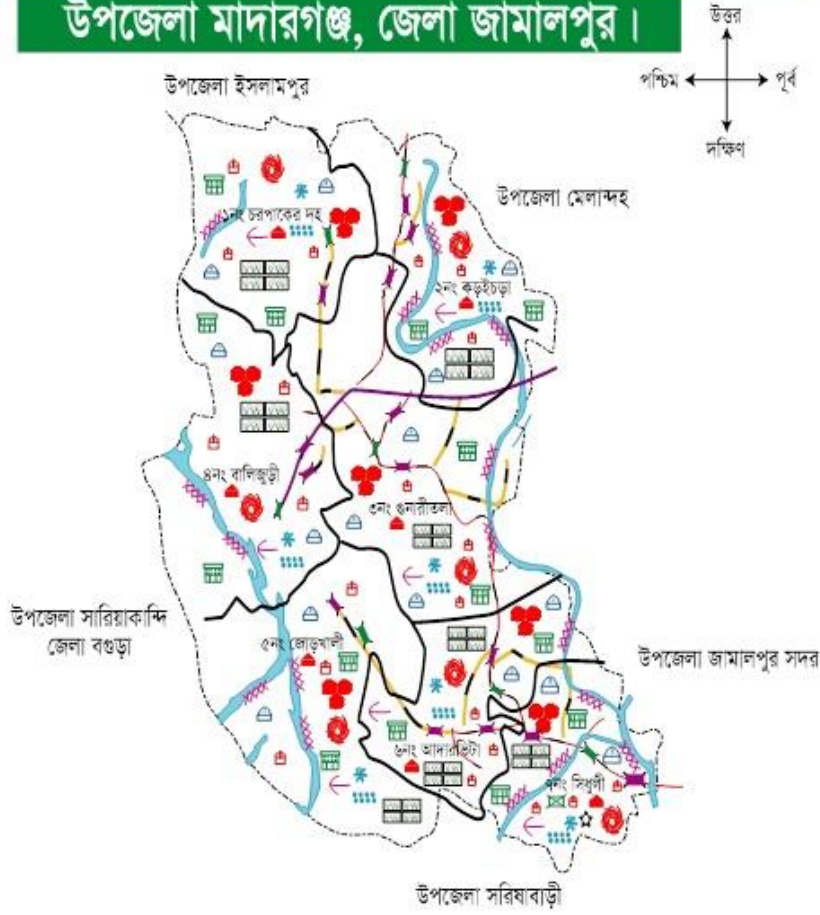 উপজেলা মাদারগঞ্জ, জেলা জামালপুর।
উত্তর
পশ্চিম
পূর্ব
দক্ষিণ
উপজেলা ইসলামপুর
উপজেলা মেলান্দহ
১নং চরপাকের দহ
২নং কড়ইচড়া
৪নং বালিজুড়ী
৩নং গুনারীতলা
উপজেলা সারিয়াকান্দি
জেলা বগুড়া
৫নং জোড়খালী
উপজেলা জামালপুর সদর
৬নং আদারভিটা
৭নং সিধুলী
উপজেলা সরিষাবাড়ী